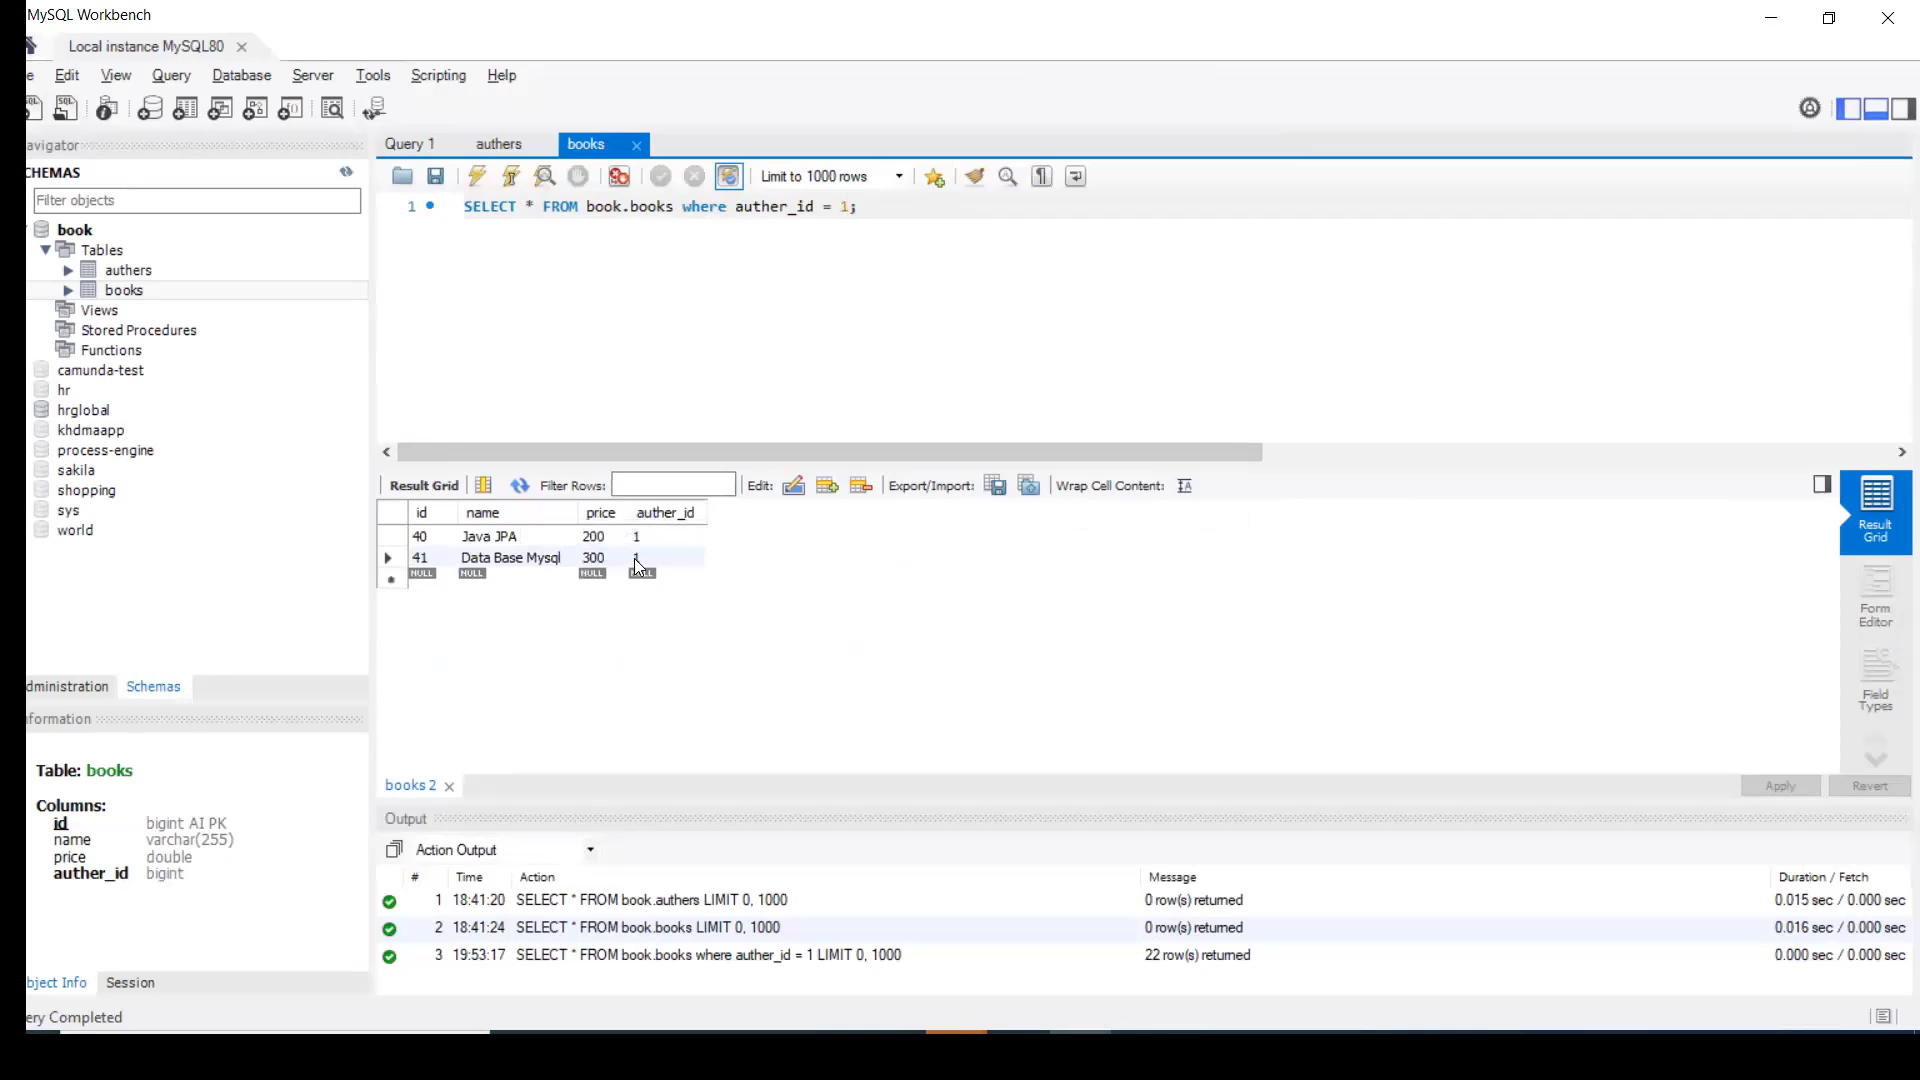 MySQL Workbench
Local instance MySQL80
e Edit View Query Database Server Tools Scripting Help
avigator
CHEMAS
Filter objects
book
Tables
authers
books
Views
Stored Procedures
Functions
camunda-test
hr
hrglobal
khdmaapp
process-engine
sakila
shopping
sys
world
dministration Schemas
formation
Table: books
Columns:
id bigint AI PK
name varchar(255)
price double
auther_id bigint
bject Info Session
ery Completed
Query 1 authers books
Limit to 1000 rows
1 SELECT * FROM book.books where auther_id = 1;
Result Grid Filter Rows: Edit: Export/Import: Wrap Cell Content:
id name price auther_id
40 Java JPA 200 1
41 Data Base Mysql 300 1
NULL NULL NULL NULL
Result
Grid
Form
Editor
Field
Types
books 2 Apply Revert
Output
Action Output
# Time Action Message Duration / Fetch
1 18:41:20 SELECT * FROM book.authers LIMIT 0, 1000 0 row(s) returned 0.015 sec / 0.000 sec
2 18:41:24 SELECT * FROM book.books LIMIT 0, 1000 0 row(s) returned 0.016 sec / 0.000 sec
3 19:53:17 SELECT * FROM book.books where auther_id = 1 LIMIT 0, 1000 22 row(s) returned 0.000 sec / 0.000 sec